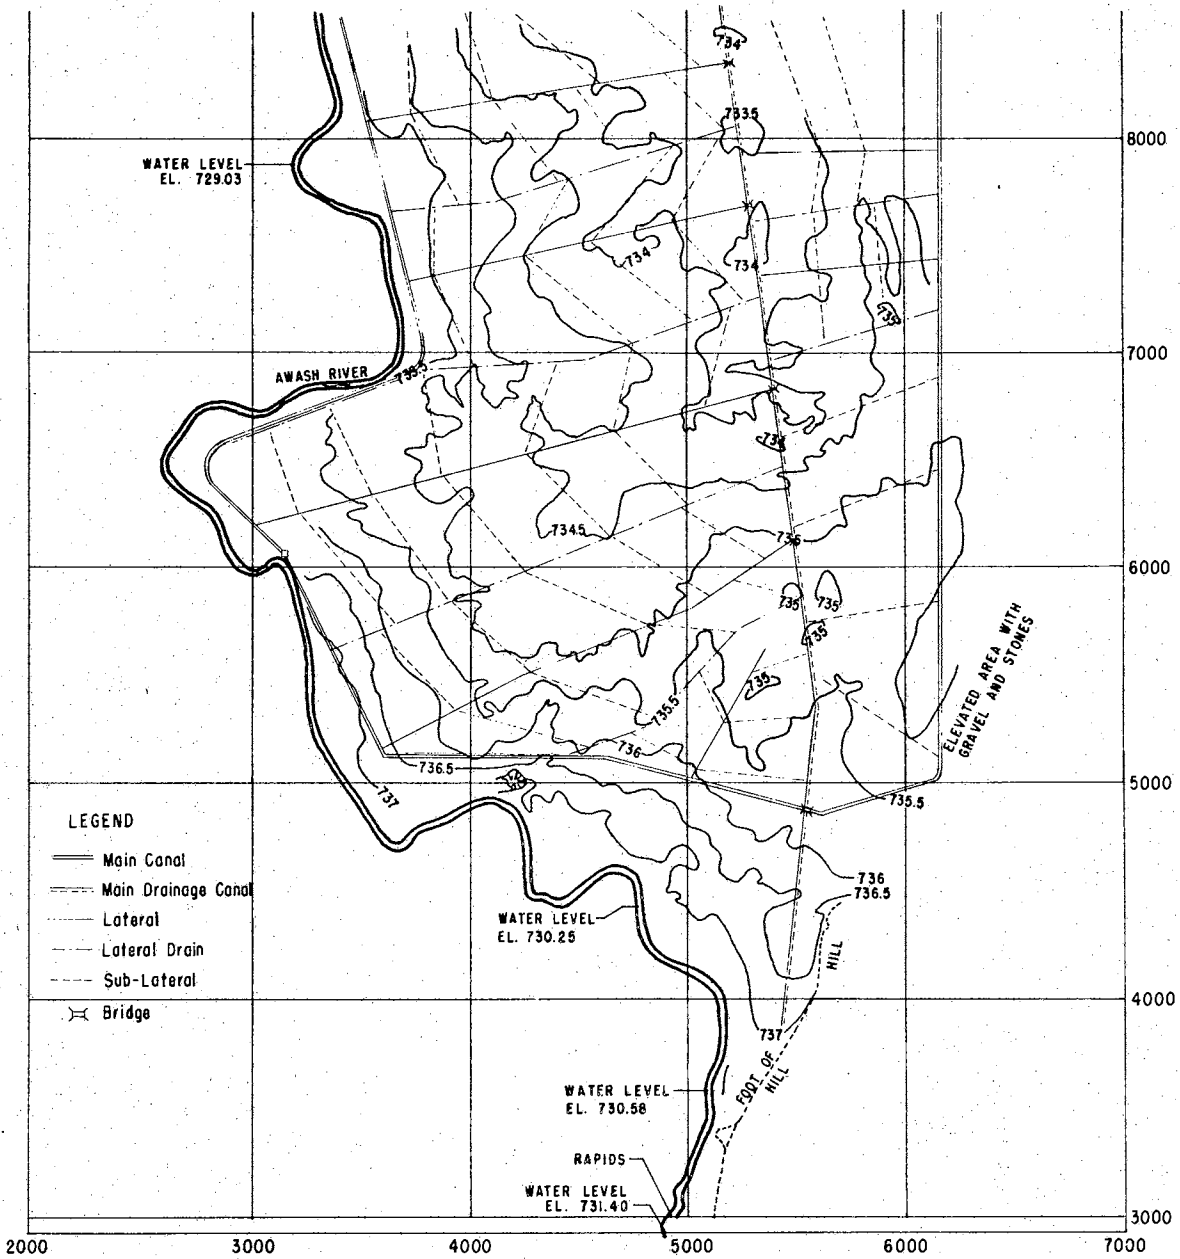 734
733.5
8000
WATER LEVEL
EL. 729.03
734
734
735
7000
AWASH RIVER
733.5
734
734.5
736
6000
735
735
735
ELEVATED AREA WITH
GRAVEL AND STONES
735
735.5
736
736.5
737
5000
735.5
LEGEND
Main Canal
Main Drainage Canal
Lateral
Lateral Drain
Sub-Lateral
Bridge
736
736.5
WATER LEVEL
EL. 730.25
HILL
4000
737
FOOT OF
HILL
WATER LEVEL
EL. 730.58
RAPIDS
WATER LEVEL
EL. 731.40
3000
2000
3000
4000
5000
6000
7000